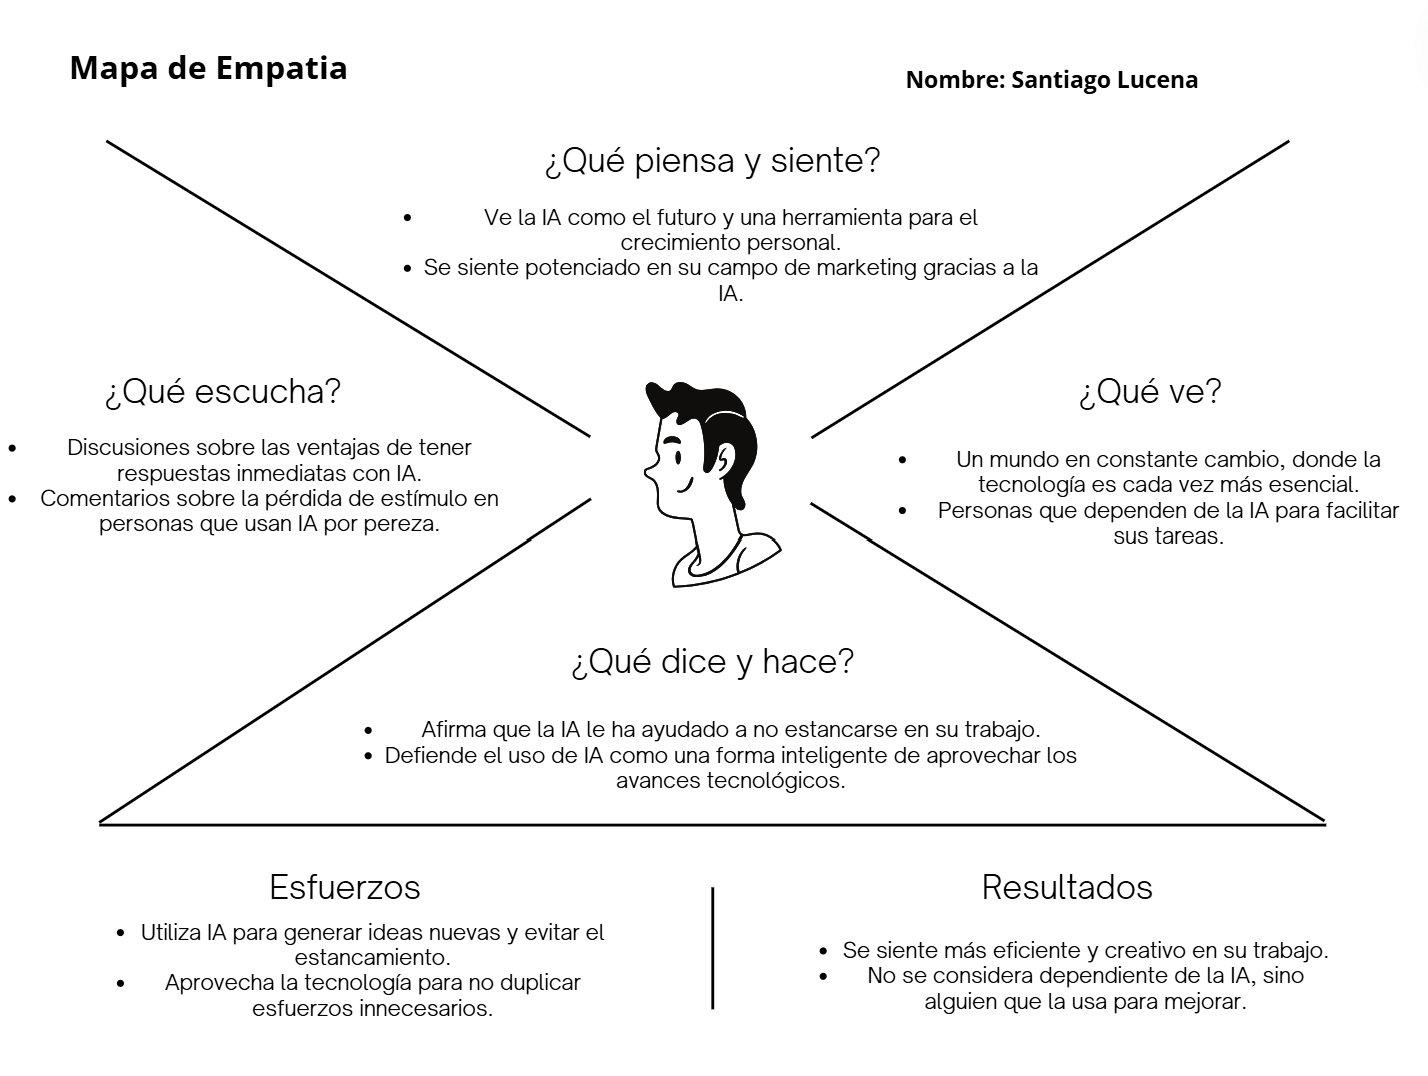 Mapa de Empatia
Nombre: Santiago Lucena
¿Qué piensa y siente?
• Ve la IA como el futuro y una herramienta para el
crecimiento personal.
• Se siente potenciado en su campo de marketing gracias a la
IA.
¿Qué escucha?
• Discusiones sobre las ventajas de tener
respuestas inmediatas con IA.
• Comentarios sobre la pérdida de estímulo en
personas que usan IA por pereza.
¿Qué ve?
• Un mundo en constante cambio, donde la
tecnología es cada vez más esencial.
• Personas que dependen de la IA para facilitar
sus tareas.
¿Qué dice y hace?
• Afirma que la IA le ha ayudado a no estancarse en su trabajo.
• Defiende el uso de IA como una forma inteligente de aprovechar los
avances tecnológicos.
Esfuerzos
• Utiliza IA para generar ideas nuevas y evitar el
estancamiento.
• Aprovecha la tecnología para no duplicar
esfuerzos innecesarios.
Resultados
• Se siente más eficiente y creativo en su trabajo.
• No se considera dependiente de la IA, sino
alguien que la usa para mejorar.